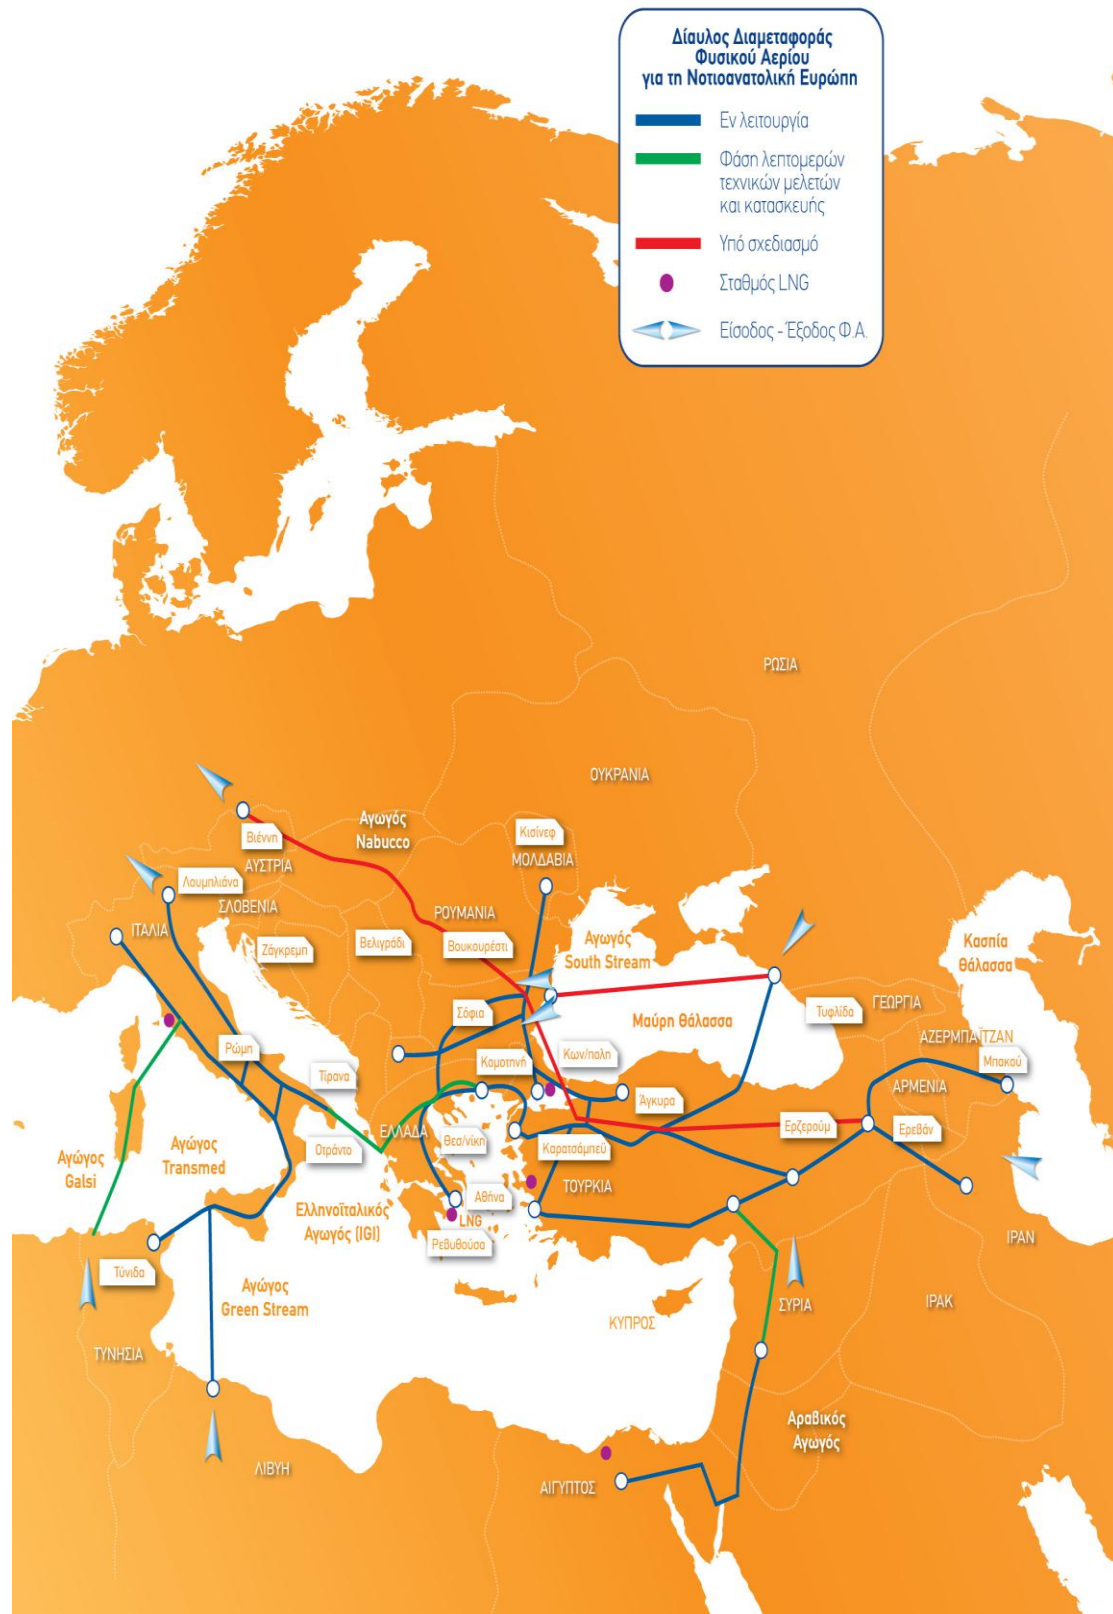 Δίαυλος Διαμεταφοράς
Φυσικού Αερίου
για τη Νοτιοανατολική Ευρώπη
Εν λειτουργία
Φάση λεπτομερών
τεχνικών μελετών
και κατασκευής
Υπό σχεδιασμό
Σταθμός LNG
Είσοδος - Έξοδος Φ.Α.
ΡΩΣΙΑ
ΟΥΚΡΑΝΙΑ
Αγωγός
Nabucco
Κισίνεφ
ΜΟΛΔΑΒΙΑ
Βιέννη
ΑΥΣΤΡΙΑ
Λουμπλιάνα
ΣΛΟΒΕΝΙΑ
ΙΤΑΛΙΑ
ΡΟΥΜΑΝΙΑ
Ζάγκρεμπ
Βελιγράδι
Βουκουρέστι
Αγωγός
South Stream
Κασπία
θάλασσα
Σόφια
Μαύρη θάλασσα
Τυφλίδα
ΓΕΩΡΓΙΑ
ΑΖΕΡΜΠΑΪΤΖΑΝ
Μπακού
Ρώμη
Τίρανα
Κομοτηνή
Κων/πολη
Άγκυρα
ΑΡΜΕΝΙΑ
Ερζερούμ
Ερεβάν
ΕΛΛΑΔΑ
Οτράντο
Θεσ/νίκη
Καρατσάμπεϋ
ΤΟΥΡΚΙΑ
Αγώγος
Transmed
Αγωγός
Galsi
Ελληνοϊταλικός
Αγωγός (IGI)
Αθήνα
LNG
Ρεβυθούσα
ΙΡΑΝ
Τύνιδα
Αγώγος
Green Stream
ΚΥΠΡΟΣ
ΣΥΡΙΑ
ΙΡΑΚ
ΤΥΝΗΣΙΑ
Αραβικός
Αγωγός
ΛΙΒΥΗ
ΑΙΓΥΠΤΟΣ